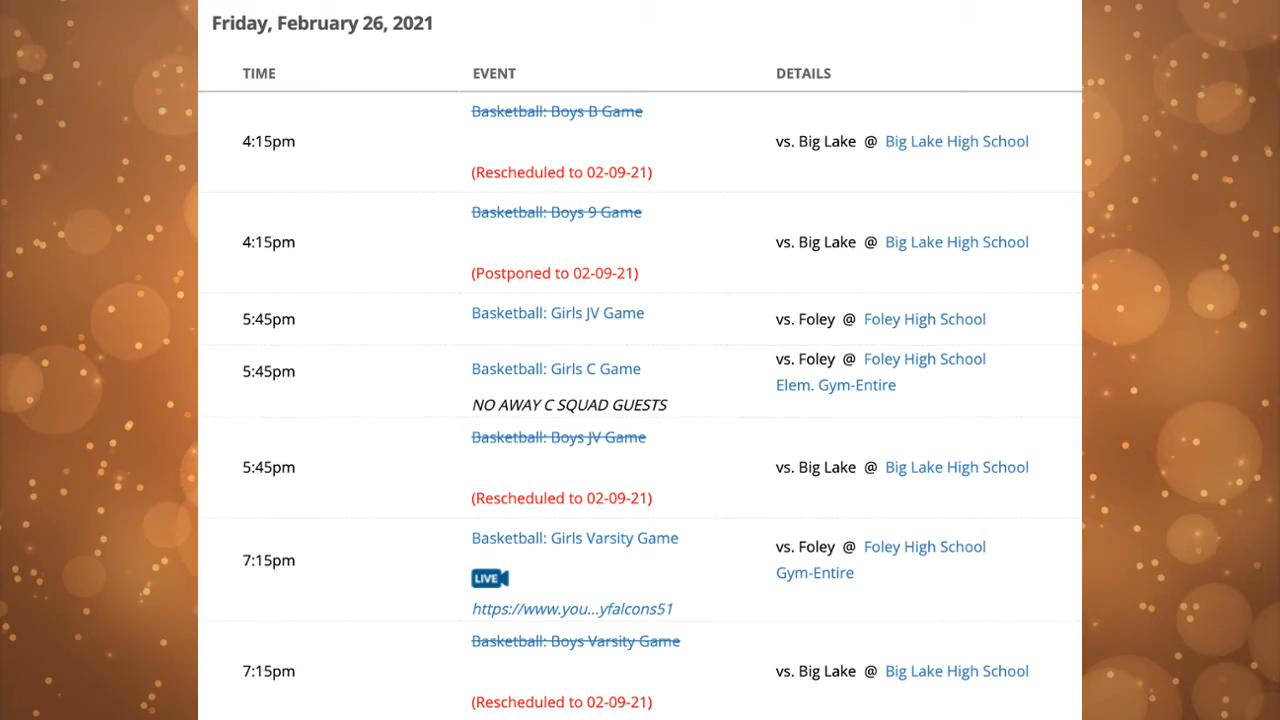 Friday, February 26, 2021
TIME EVENT DETAILS
Basketball: Boys B Game
4:15pm vs. Big Lake @ Big Lake High School
(Rescheduled to 02-09-21)
Basketball: Boys 9 Game
4:15pm vs. Big Lake @ Big Lake High School
(Postponed to 02-09-21)
5:45pm Basketball: Girls JV Game vs. Foley @ Foley High School
5:45pm Basketball: Girls C Game vs. Foley @ Foley High School
Elem. Gym-Entire
NO AWAY C SQUAD GUESTS
Basketball: Boys JV Game
5:45pm vs. Big Lake @ Big Lake High School
(Rescheduled to 02-09-21)
Basketball: Girls Varsity Game vs. Foley @ Foley High School
7:15pm Gym-Entire
LIVE
https://www.you...yfalcons51
Basketball: Boys Varsity Game
7:15pm vs. Big Lake @ Big Lake High School
(Rescheduled to 02-09-21)